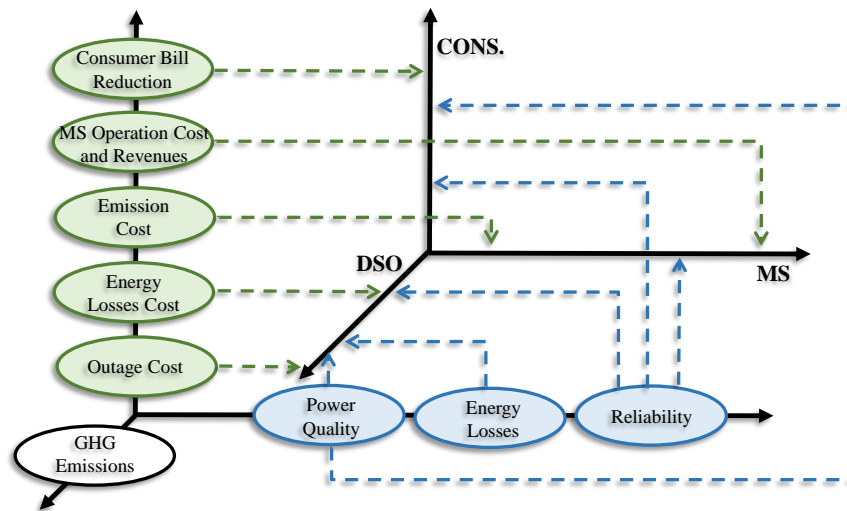 Consumer Bill
Reduction
MS Operation Cost
and Revenues
Emission
Cost
Energy
Losses Cost
Outage Cost
GHG
Emissions
CONS.
DSO
MS
Power
Quality
Energy
Losses
Reliability